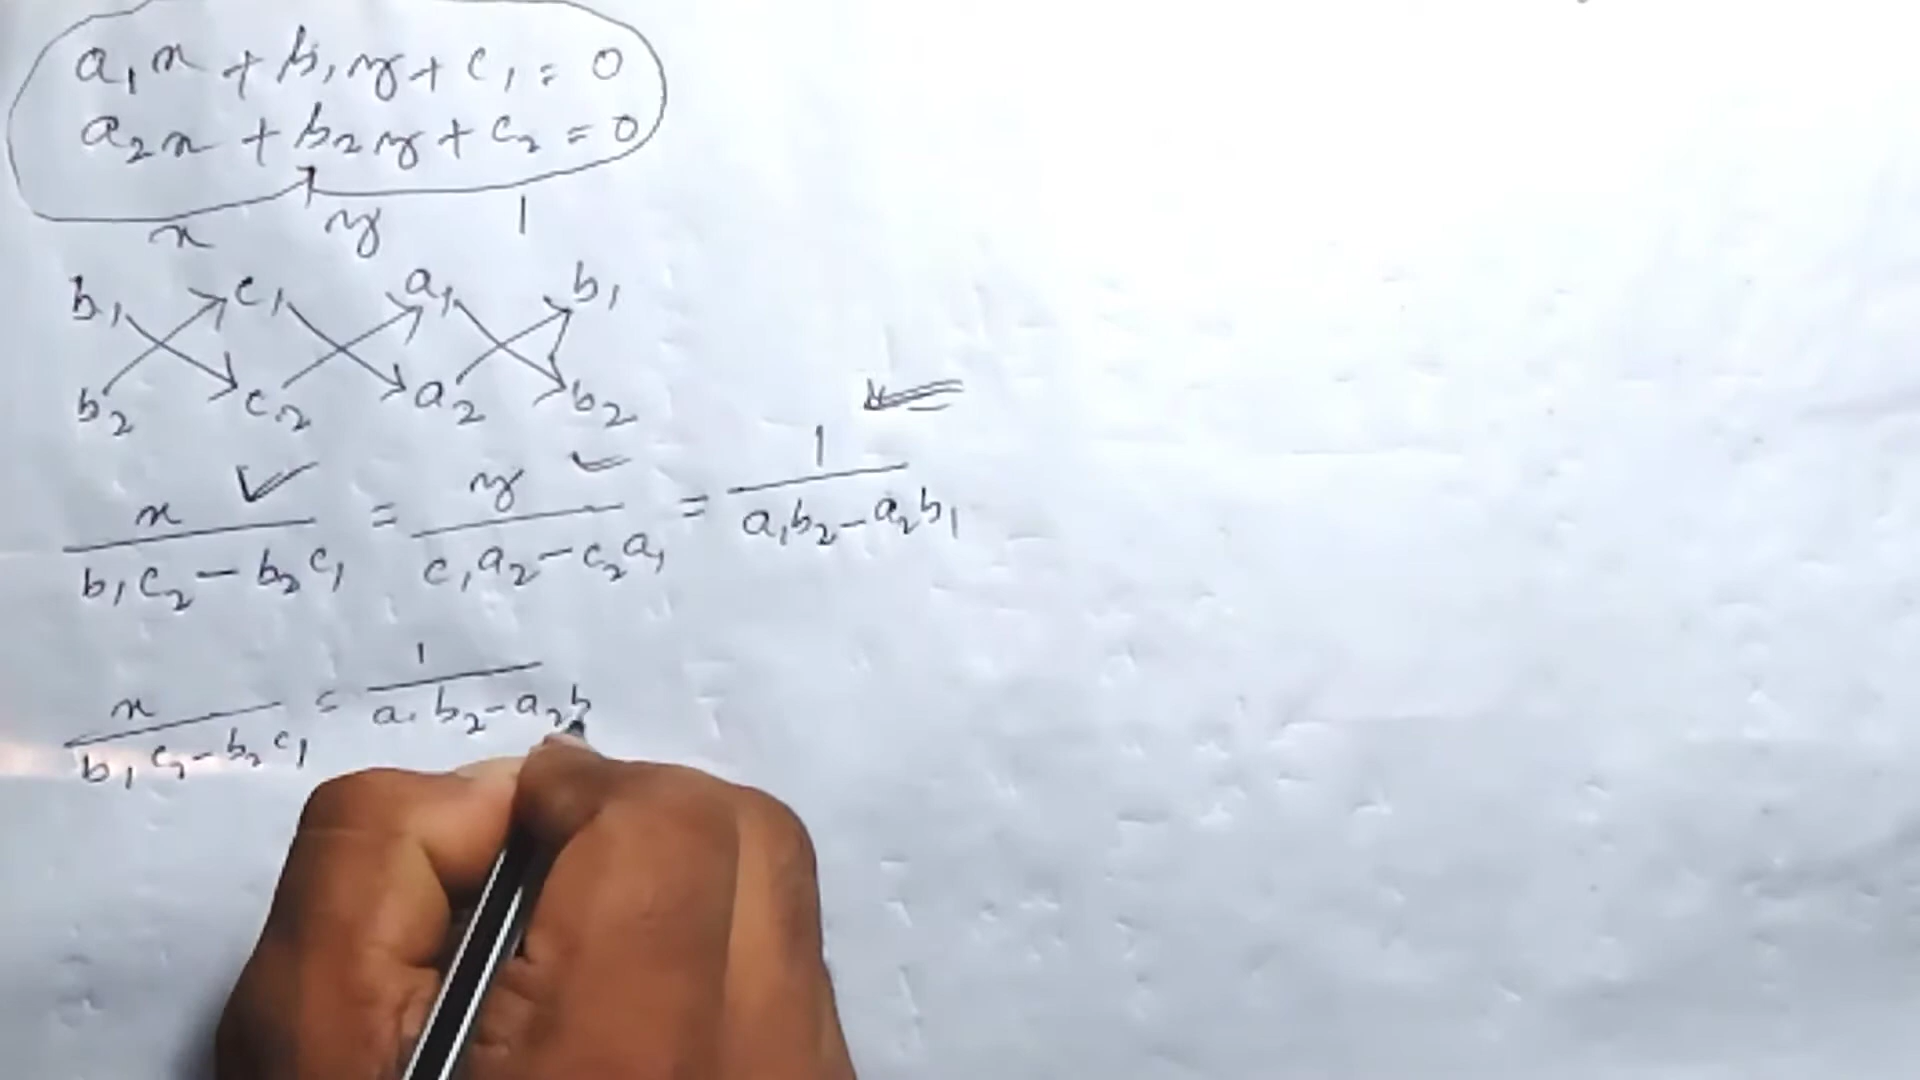 a₁x + b₁y + c₁ = 0
a₂x + b₂y + c₂ = 0
x y 1
b₁ c₁ a₁ b₁
b₂ c₂ a₂ b₂
x/(b₁c₂ - b₂c₁) = y/(c₁a₂ - c₂a₁) = 1/(a₁b₂ - a₂b₁)
x/(b₁c₂ - b₂c₁) = 1/(a₁b₂ - a₂b